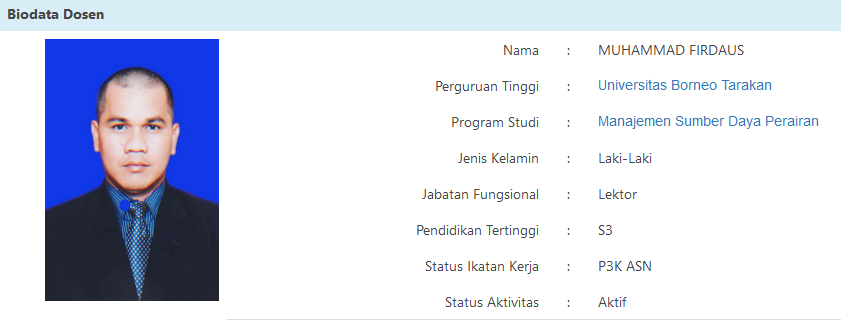 Biodata Dosen
Nama : MUHAMMAD FIRDAUS
Perguruan Tinggi : Universitas Borneo Tarakan
Program Studi : Manajemen Sumber Daya Perairan
Jenis Kelamin : Laki-Laki
Jabatan Fungsional : Lektor
Pendidikan Tertinggi : S3
Status Ikatan Kerja : P3K ASN
Status Aktivitas : Aktif